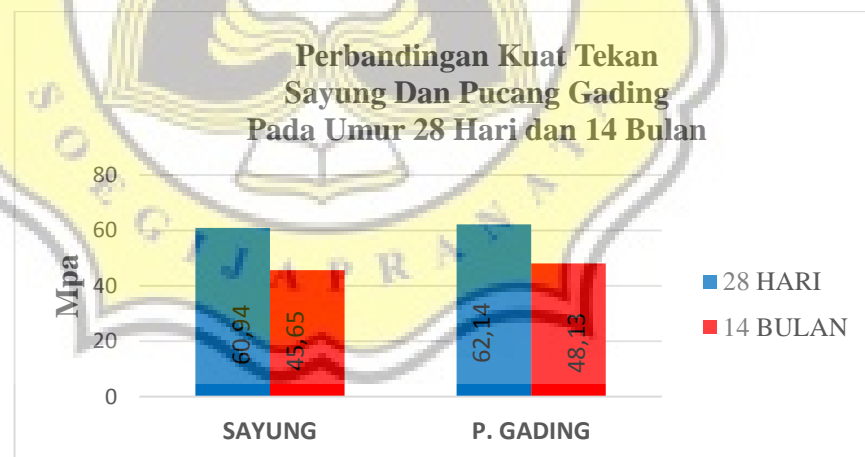 Perbandingan Kuat Tekan
Sayung Dan Pucang Gading
Pada Umur 28 Hari dan 14 Bulan
80
60
40
20
0
Mpa
60,94
45,65
62,14
48,13
SAYUNG
P. GADING
28 HARI
14 BULAN
SOEGIJAPRANATA